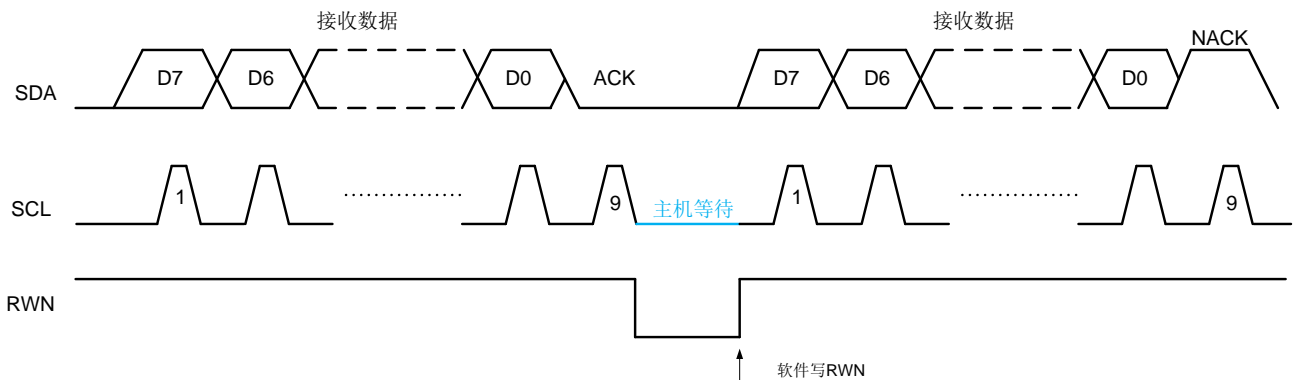 接收数据 接收数据
SDA D7 D6 D0 ACK D7 D6 D0 NACK
SCL 1 9 主机等待 1 9
RWN
软件写RWN